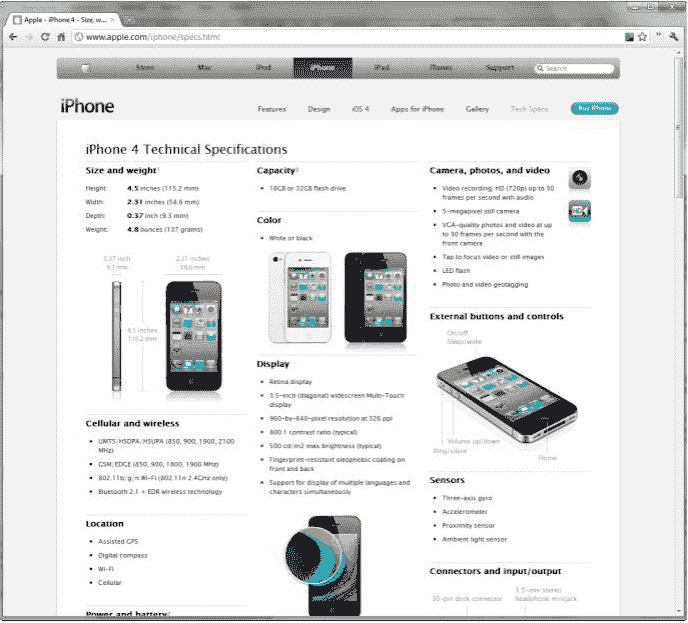 Apple - iPhone 4 - Size, w...
www.apple.com/iphone/specs.html
Store Mac iPod iPhone iPad iTunes Support Search
iPhone
Features Design iOS 4 Apps for iPhone Gallery Tech Specs Buy iPhone
iPhone 4 Technical Specifications
Size and weight1
Height: 4.5 inches (115.2 mm)
Width: 2.31 inches (58.6 mm)
Depth: 0.37 inch (9.3 mm)
Weight: 4.8 ounces (137 grams)
0.37 inch
9.3 mm
2.31 inches
58.6 mm
4.5 inches
115.2 mm
Cellular and wireless
UMTS/HSDPA/HSUPA (850, 900, 1900, 2100
MHz)
GSM/EDGE (850, 900, 1800, 1900 MHz)
802.11b/g/n Wi-Fi (802.11n 2.4GHz only)
Bluetooth 2.1 + EDR wireless technology
Location
Assisted GPS
Digital compass
Wi-Fi
Cellular
Power and battery2
Capacity2
16GB or 32GB flash drive
Color
White or black
Display
Retina display
3.5-inch (diagonal) widescreen Multi-Touch
display
960-by-640-pixel resolution at 326 ppi
800:1 contrast ratio (typical)
500 cd/m2 max brightness (typical)
Fingerprint-resistant oleophobic coating on
front and back
Support for display of multiple languages and
characters simultaneously
Camera, photos, and video
Video recording, HD (720p) up to 30
frames per second with audio
5-megapixel still camera
VGA-quality photos and video at up
to 30 frames per second with the
front camera
Tap to focus video or still images
LED flash
Photo and video geotagging
HD
External buttons and controls
On/off
Sleep/wake
Volume up/down
Ring/silent
Home
Sensors
Three-axis gyro
Accelerometer
Proximity sensor
Ambient light sensor
Connectors and input/output
30-pin dock connector
3.5-mm stereo
headphone minijack